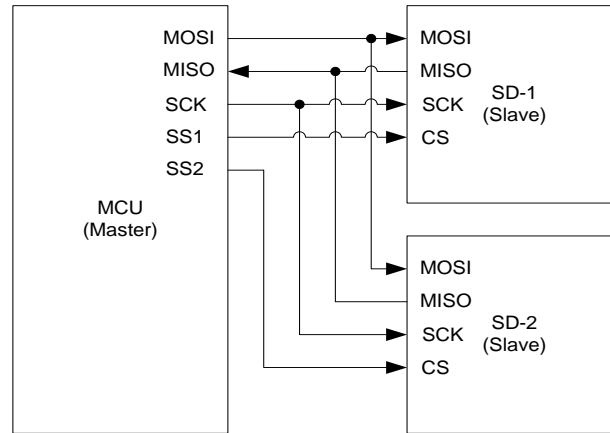 MOSI
MISO
SCK
SS1
SS2
MCU
(Master)
MOSI
MISO
SCK
CS
SD-1
(Slave)
MOSI
MISO
SCK
CS
SD-2
(Slave)